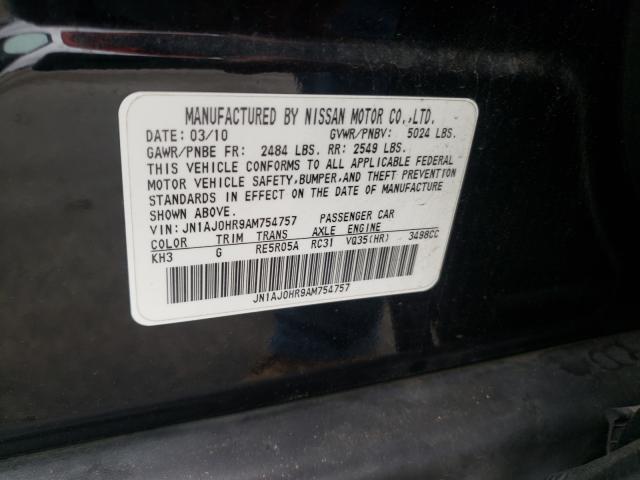 MANUFACTURED BY NISSAN MOTOR CO.,LTD.
DATE: 03/10 GVWR/PNBV: 5024 LBS.
GAWR/PNBE FR: 2484 LBS. RR: 2549 LBS.
THIS VEHICLE CONFORMS TO ALL APPLICABLE FEDERAL
MOTOR VEHICLE SAFETY,BUMPER,AND THEFT PREVENTION
STANDARDS IN EFFECT ON THE DATE OF MANUFACTURE
SHOWN ABOVE.
VIN: JN1AJ0HR9AM754757 PASSENGER CAR
COLOR TRIM TRANS AXLE ENGINE
KH3 G RE5R05A RC31 VQ35(HR) 3498CC
JN1AJ0HR9AM754757